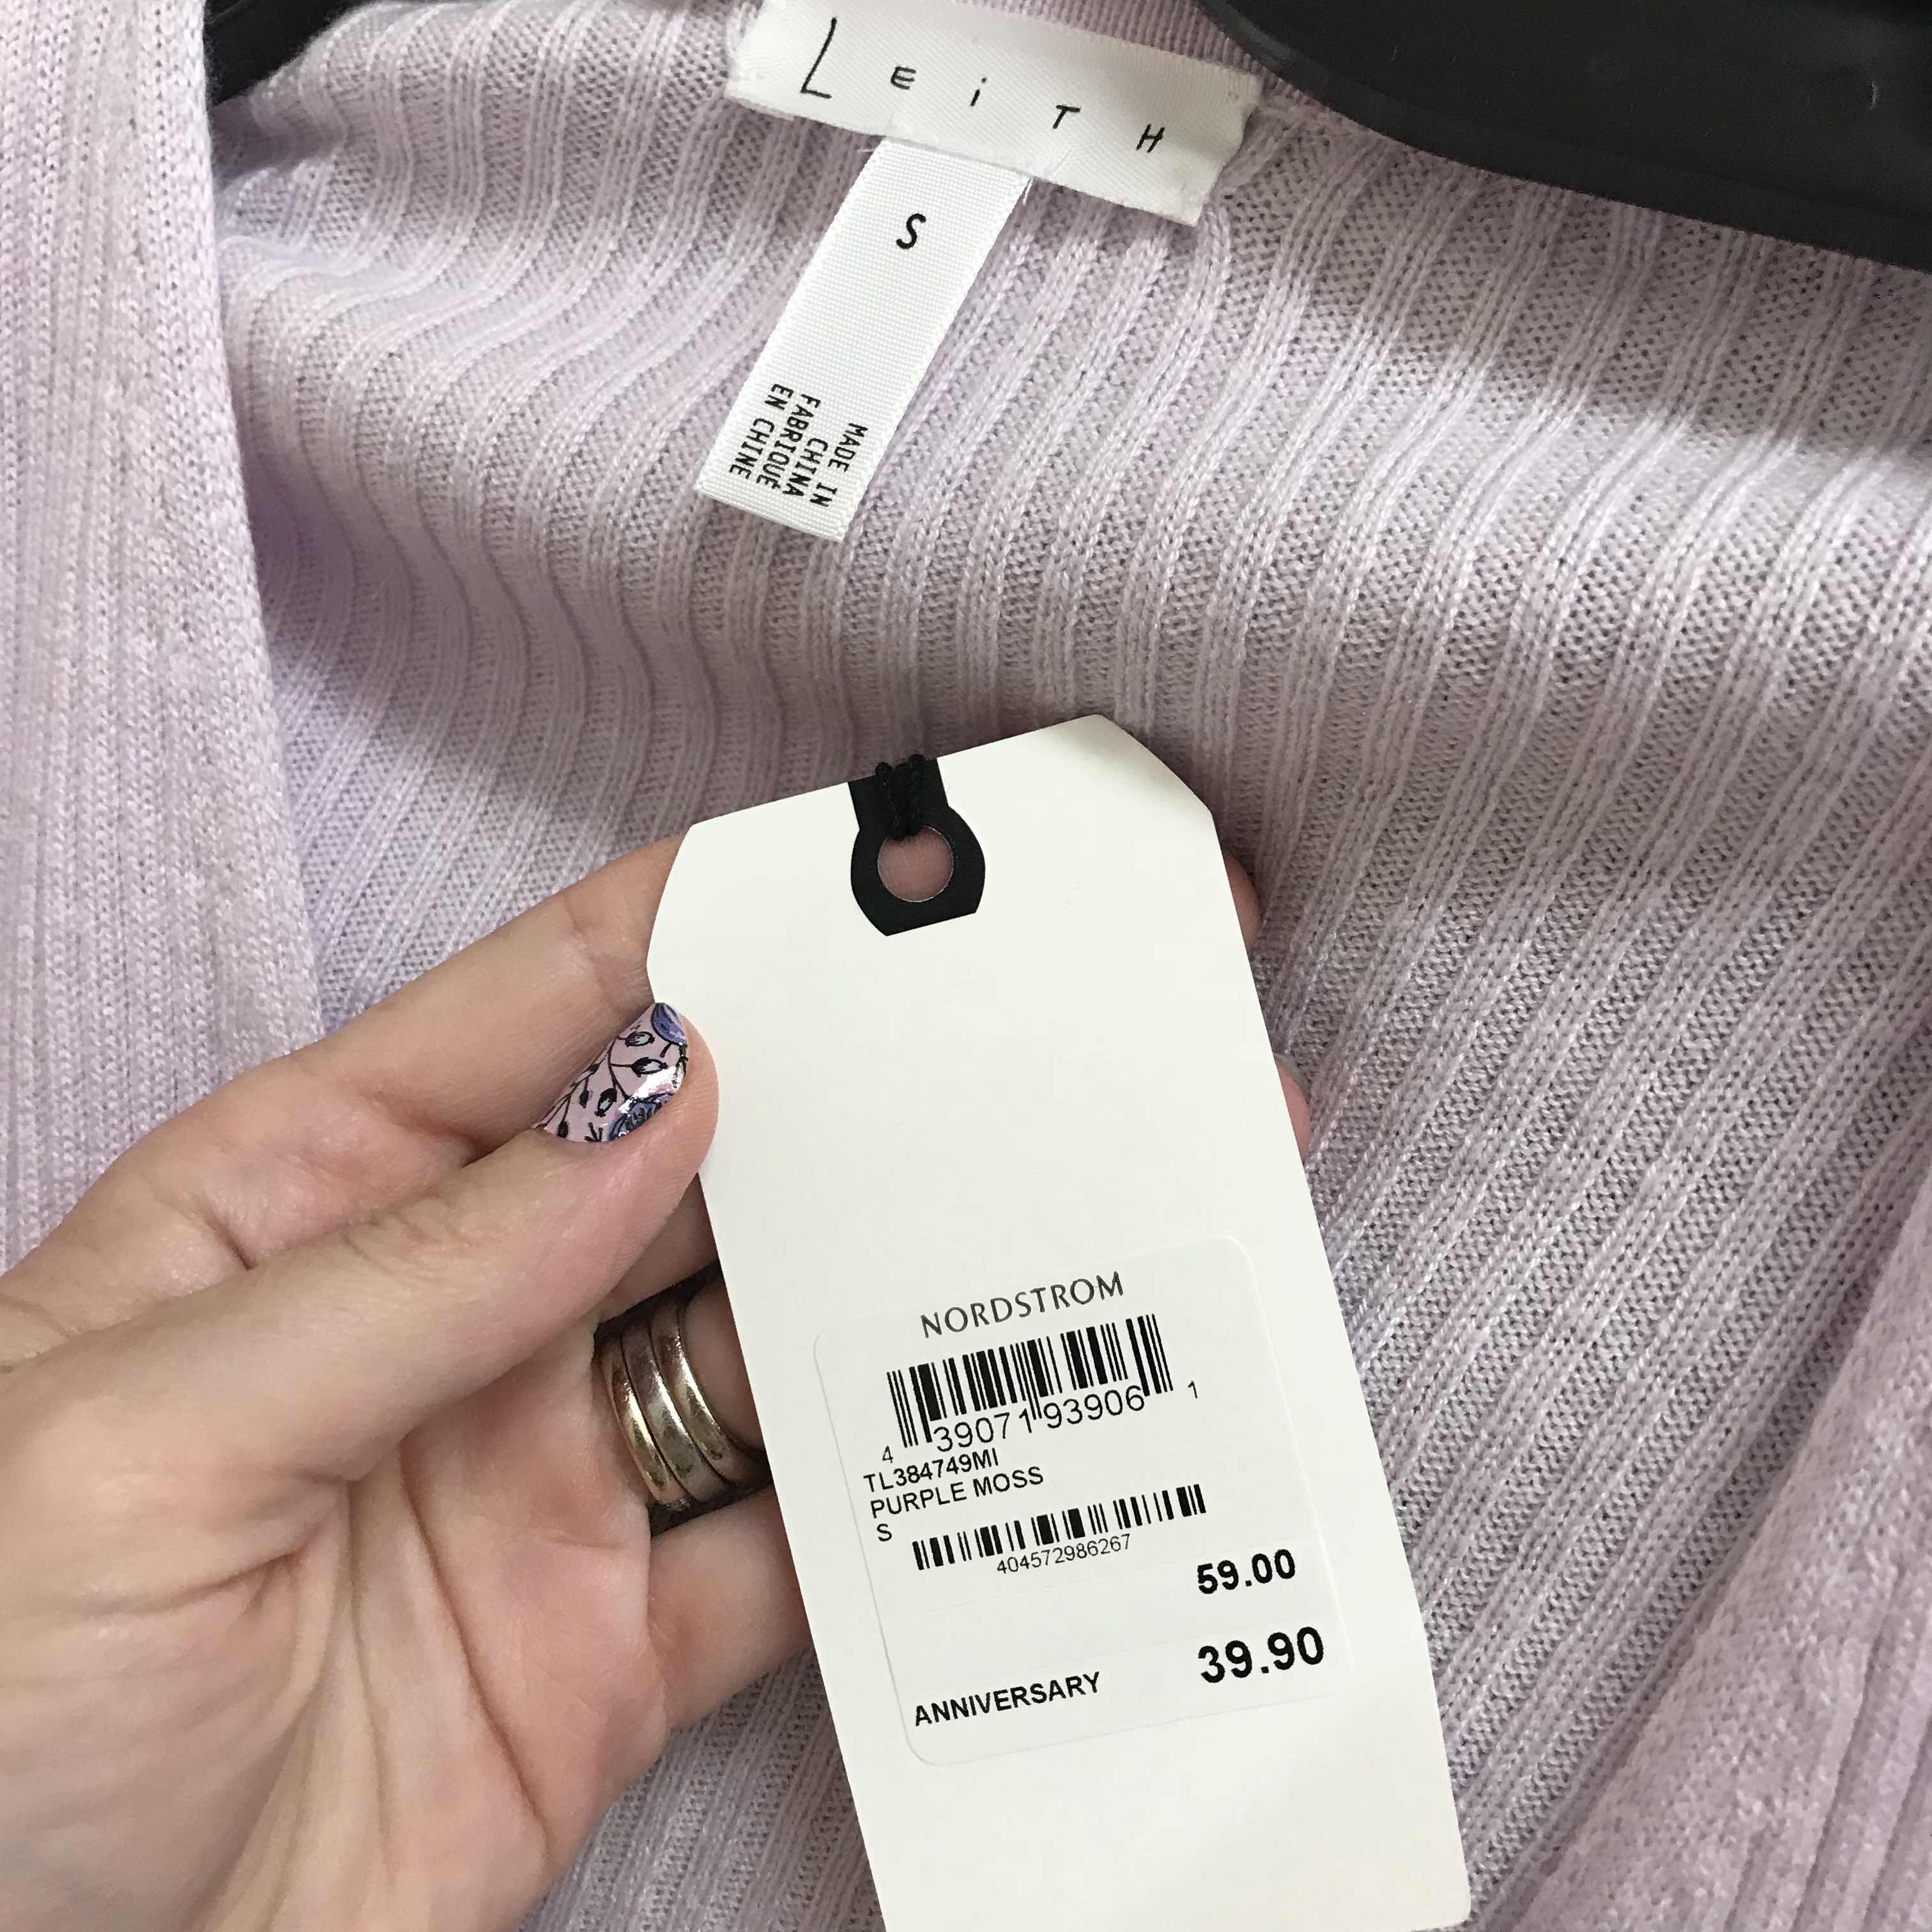 LEiTH
S
MADE IN
CHINA
FABRIQUÉ
EN CHINE
NORDSTROM
4 39071 93906 1
TL384749MI
PURPLE MOSS
S
404572986267
59.00
ANNIVERSARY 39.90